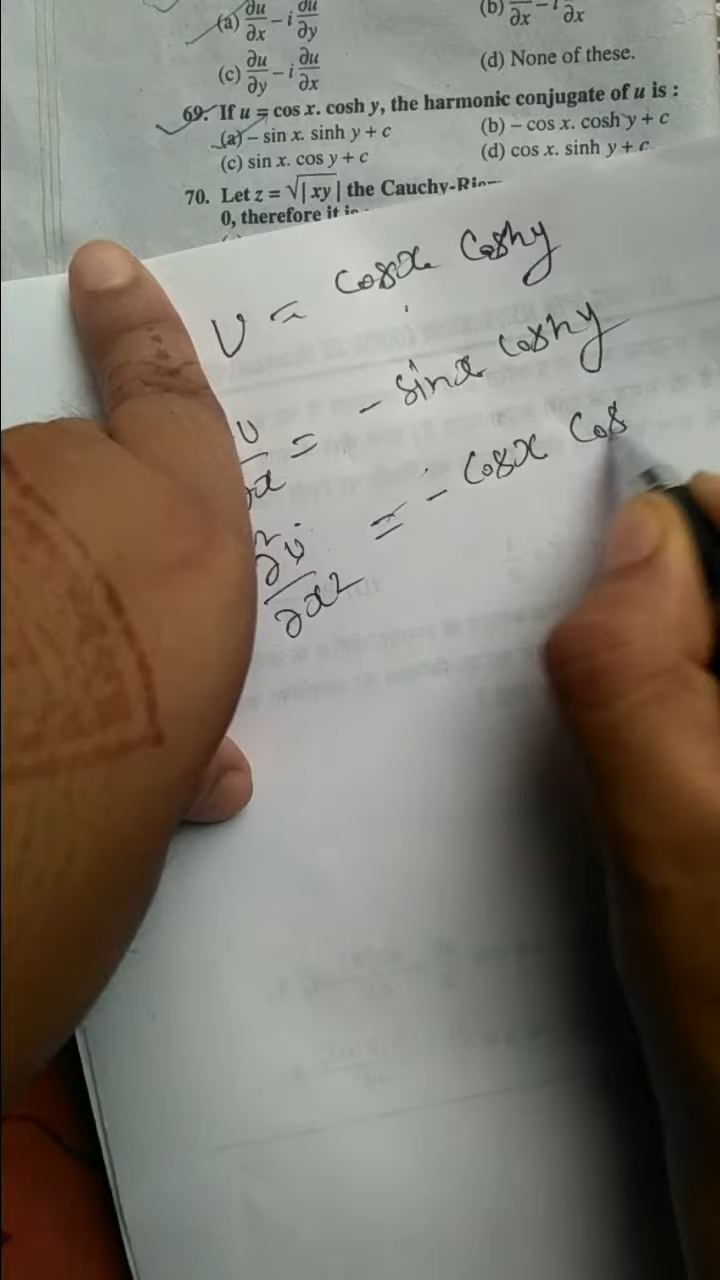 (a) ∂u/∂x − i ∂u/∂y (b) ∂x − i ∂x
(c) ∂u/∂y − i ∂u/∂x (d) None of these.
69. If u = cos x. cosh y, the harmonic conjugate of u is :
(a) – sin x. sinh y + c (b) – cos x. cosh y + c
(c) sin x. cos y + c (d) cos x. sinh y + c
70. Let z = √| xy | the Cauchy-Rie
0, therefore it is
U = cosx coshy
U/∂x = - sinx coshy
∂²U/∂x² = - cosx cos